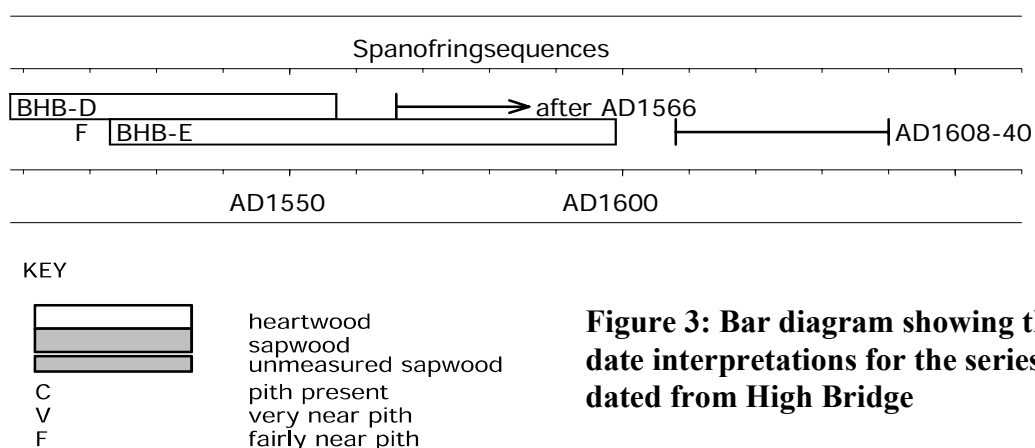 Spanofringsequences
BHB-D after AD1566
F BHB-E AD1608-40
AD1550 AD1600
KEY
heartwood
sapwood
unmeasured sapwood
C pith present
V very near pith
F fairly near pith
Figure 3: Bar diagram showing t
date interpretations for the series
dated from High Bridge